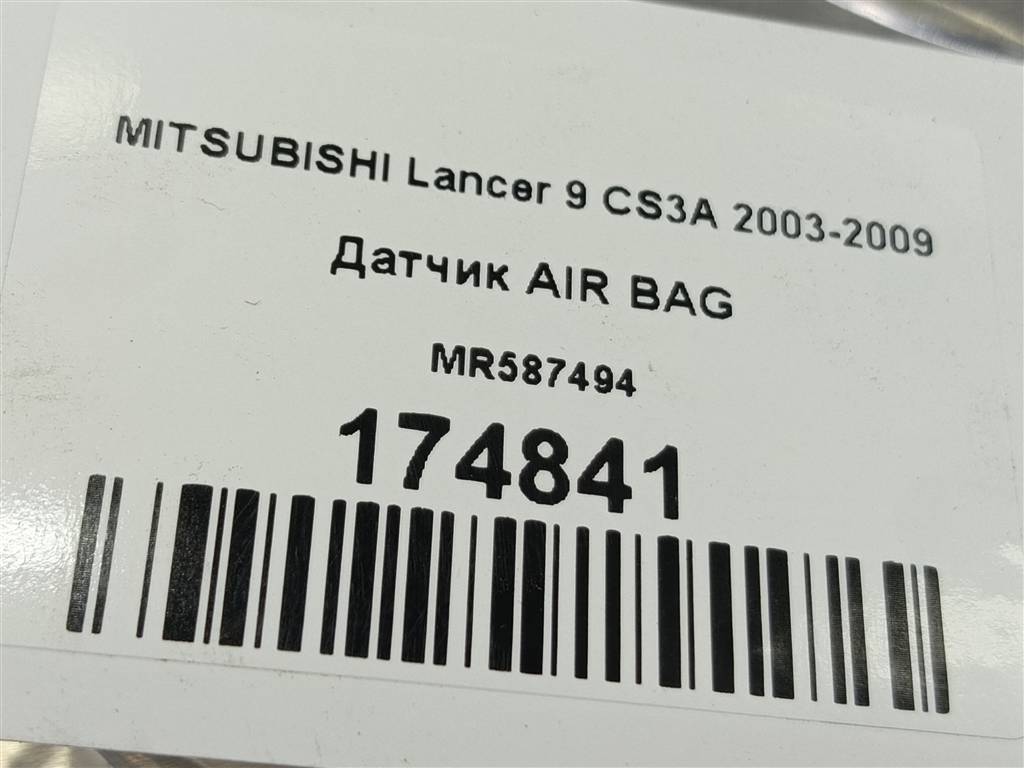 MITSUBISHI Lancer 9 CS3A 2003-2009
Датчик AIR BAG
MR587494
174841